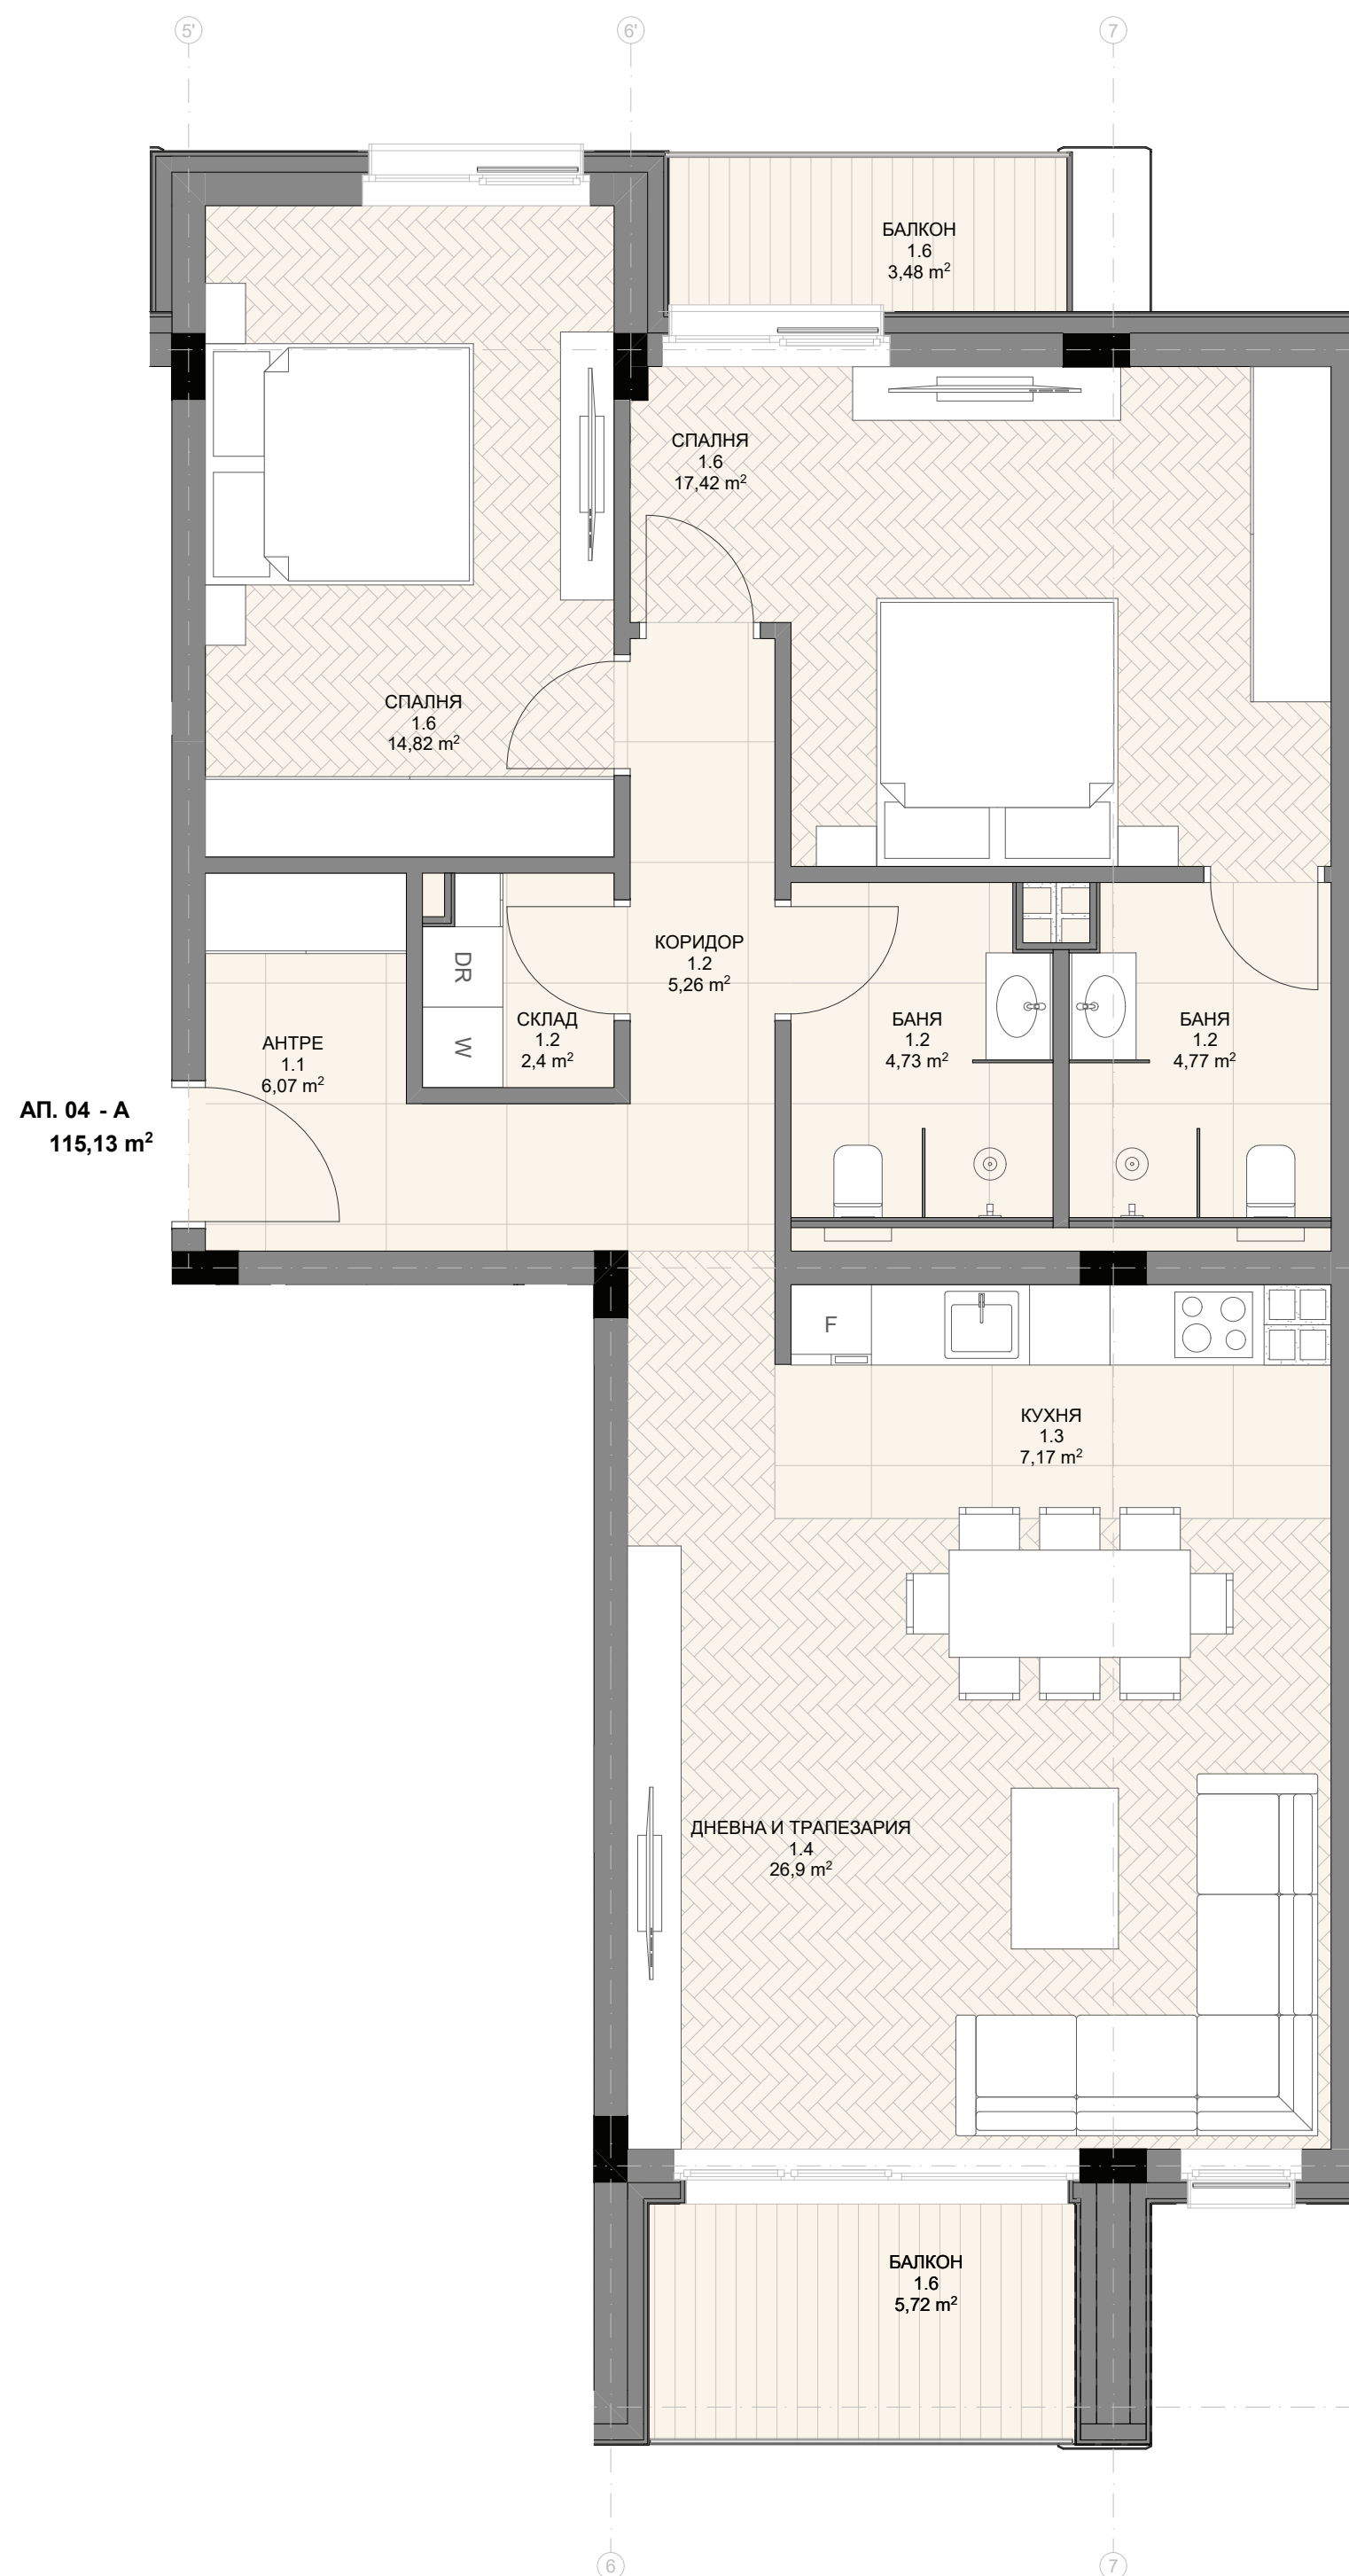 5'
6'
7
БАЛКОН
1.6
3,48 m²
СПАЛНЯ
1.6
17,42 m²
СПАЛНЯ
1.6
14,82 m²
КОРИДОР
1.2
5,26 m²
DR
W
СКЛАД
1.2
2,4 m²
БАНЯ
1.2
4,73 m²
БАНЯ
1.2
4,77 m²
АНТРЕ
1.1
6,07 m²
АП. 04 - А
115,13 m²
F
КУХНЯ
1.3
7,17 m²
ДНЕВНА И ТРАПЕЗАРИЯ
1.4
26,9 m²
БАЛКОН
1.6
5,72 m²
6
7